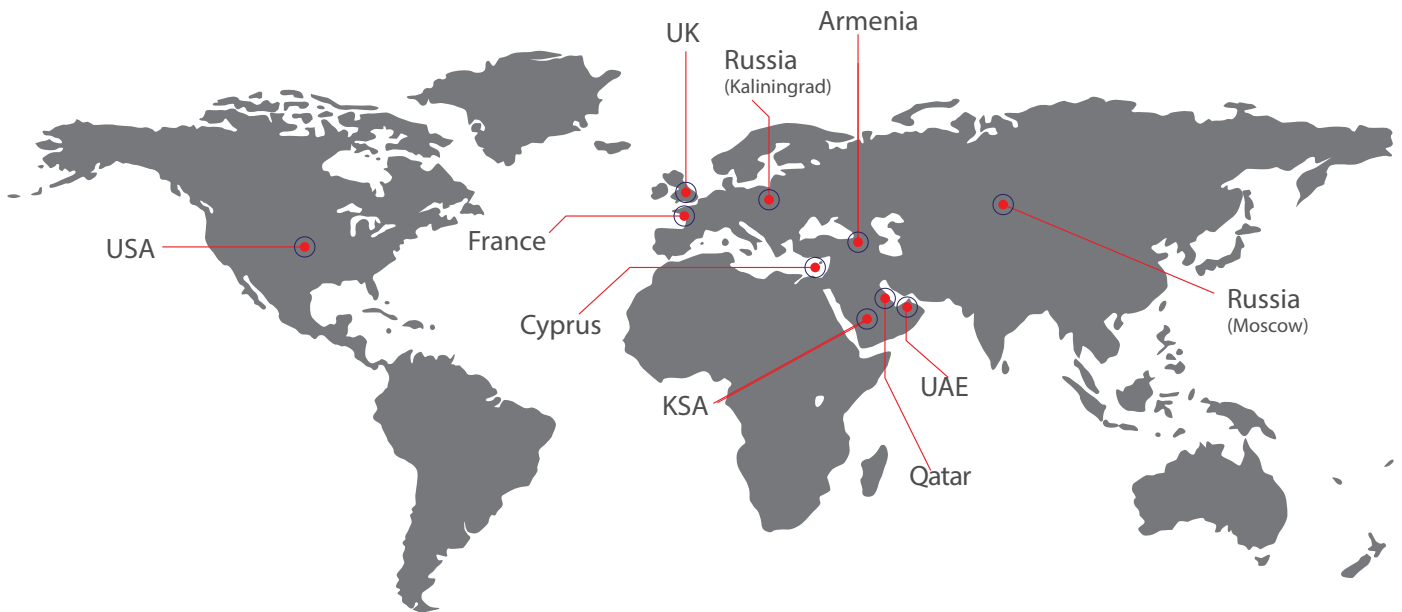 Armenia
UK
Russia
(Kaliningrad)
USA
France
Cyprus
Russia
(Moscow)
UAE
KSA
Qatar